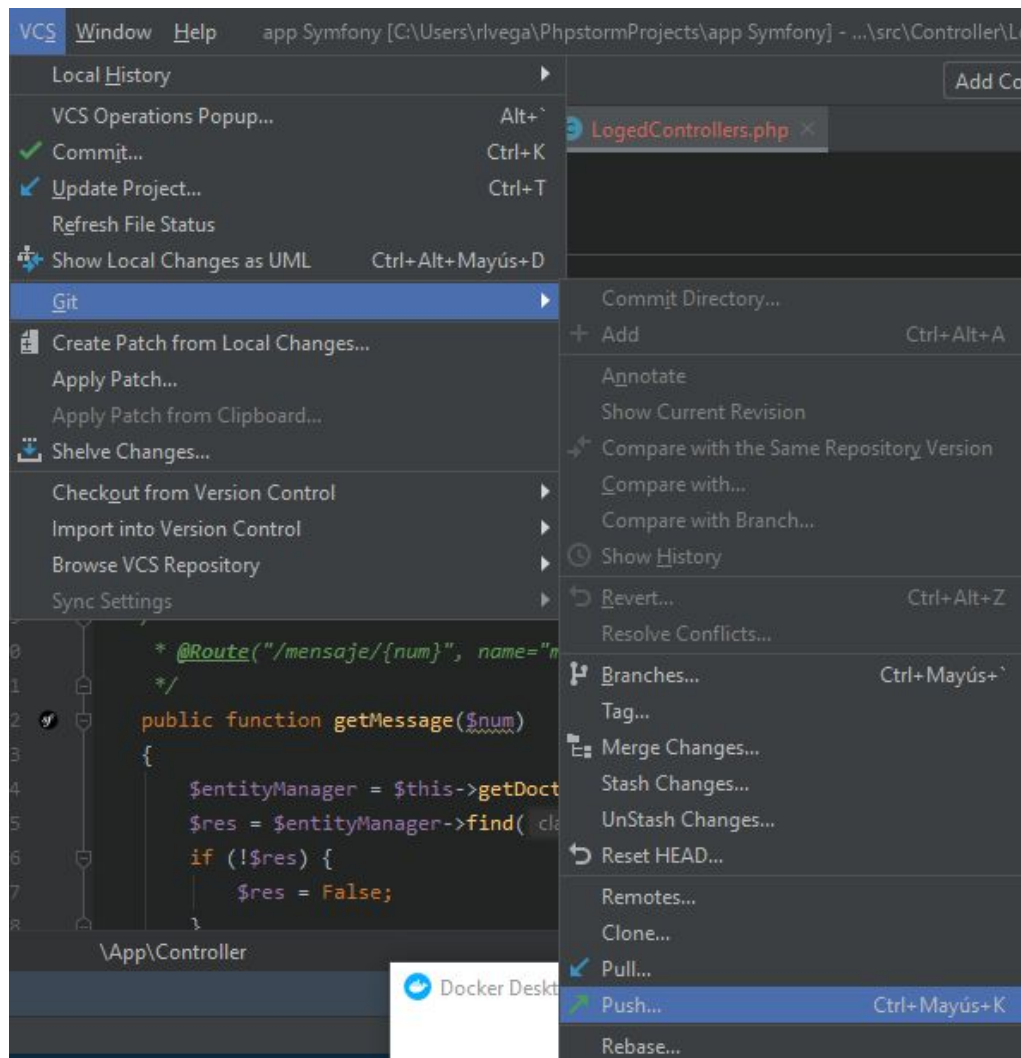 VCS Window Help app Symfony [C:\Users\rlvega\PhpstormProjects\app Symfony] - ...\src\Controller\L
Local History
VCS Operations Popup... Alt+`
Commit... Ctrl+K
Update Project... Ctrl+T
Refresh File Status
Show Local Changes as UML Ctrl+Alt+Mayús+D
Git
Create Patch from Local Changes...
Apply Patch...
Apply Patch from Clipboard...
Shelve Changes...
Checkout from Version Control
Import into Version Control
Browse VCS Repository
Sync Settings
Add Co
LogedControllers.php
Commit Directory...
Add Ctrl+Alt+A
Annotate
Show Current Revision
Compare with the Same Repository Version
Compare with...
Compare with Branch...
Show History
Revert... Ctrl+Alt+Z
Resolve Conflicts...
Branches... Ctrl+Mayús+`
Tag...
Merge Changes...
Stash Changes...
UnStash Changes...
Reset HEAD...
Remotes...
Clone...
Pull...
Push... Ctrl+Mayús+K
Rebase...
* @Route("/mensaje/{num}", name="m
*/
public function getMessage($num)
{
$entityManager = $this->getDoct
$res = $entityManager->find( cla
if (!$res) {
$res = False;
}
\App\Controller
Docker Deskt